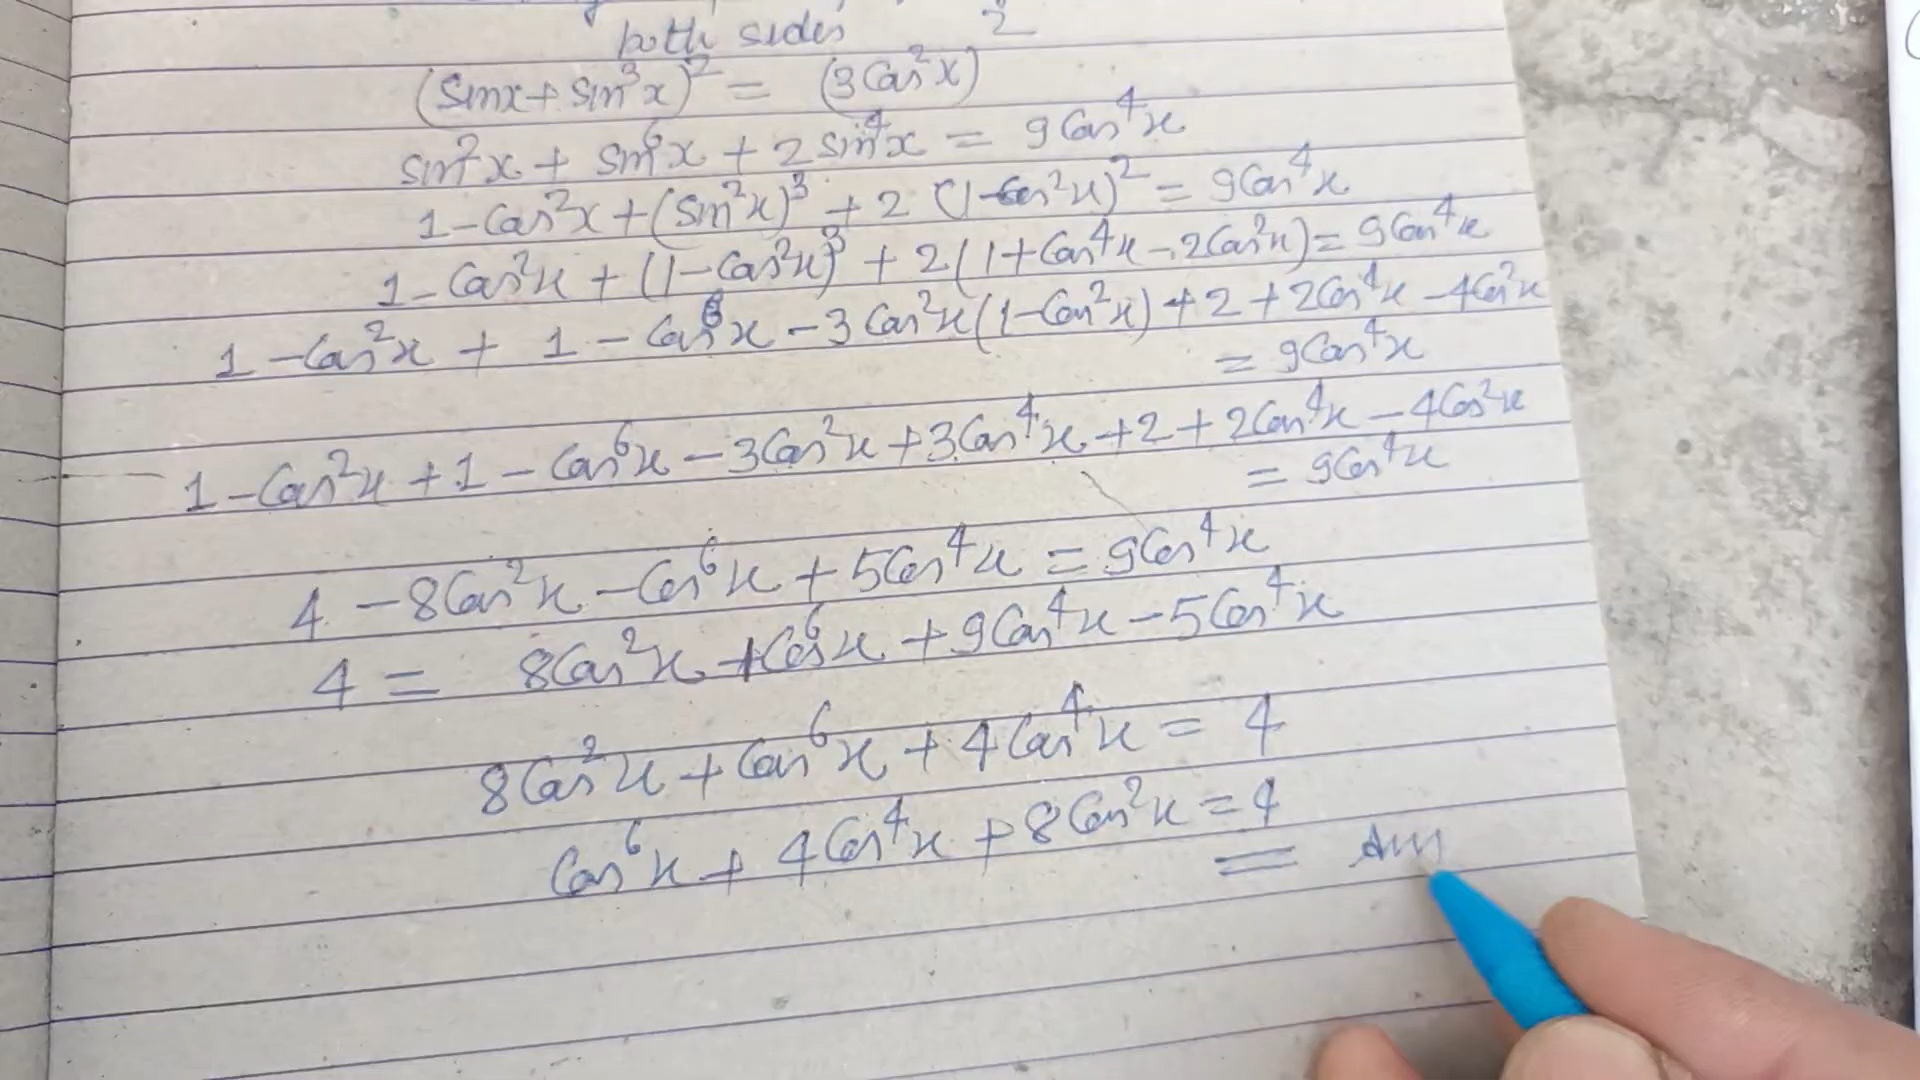 both sides
(sinx + sin³x)² = (3Cos²x)²
sin²x + sin⁶x + 2 sin⁴x = 9Cos⁴x
1 - Cos²x + (sin²x)³ + 2 (1-Cos²x)² = 9Cos⁴x
1 - Cos²x + (1-Cos²x)³ + 2(1+Cos⁴x - 2Cos²x) = 9Cos⁴x
1 - Cos²x + 1 - Cos⁶x - 3Cos²x(1-Cos²x) + 2 + 2Cos⁴x - 4Cos²x
= 9Cos⁴x
1 - Cos²x + 1 - Cos⁶x - 3Cos²x + 3Cos⁴x + 2 + 2Cos⁴x - 4Cos²x
= 9Cos⁴x
4 - 8Cos²x - Cos⁶x + 5Cos⁴x = 9Cos⁴x
4 = 8Cos²x + Cos⁶x + 9Cos⁴x - 5Cos⁴x
8Cos²x + Cos⁶x + 4Cos⁴x = 4
Cos⁶x + 4Cos⁴x + 8Cos²x = 4